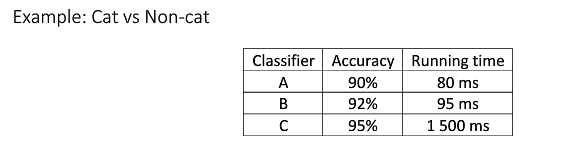 Example: Cat vs Non-cat
Classifier Accuracy Running time
A 90% 80 ms
B 92% 95 ms
C 95% 1 500 ms